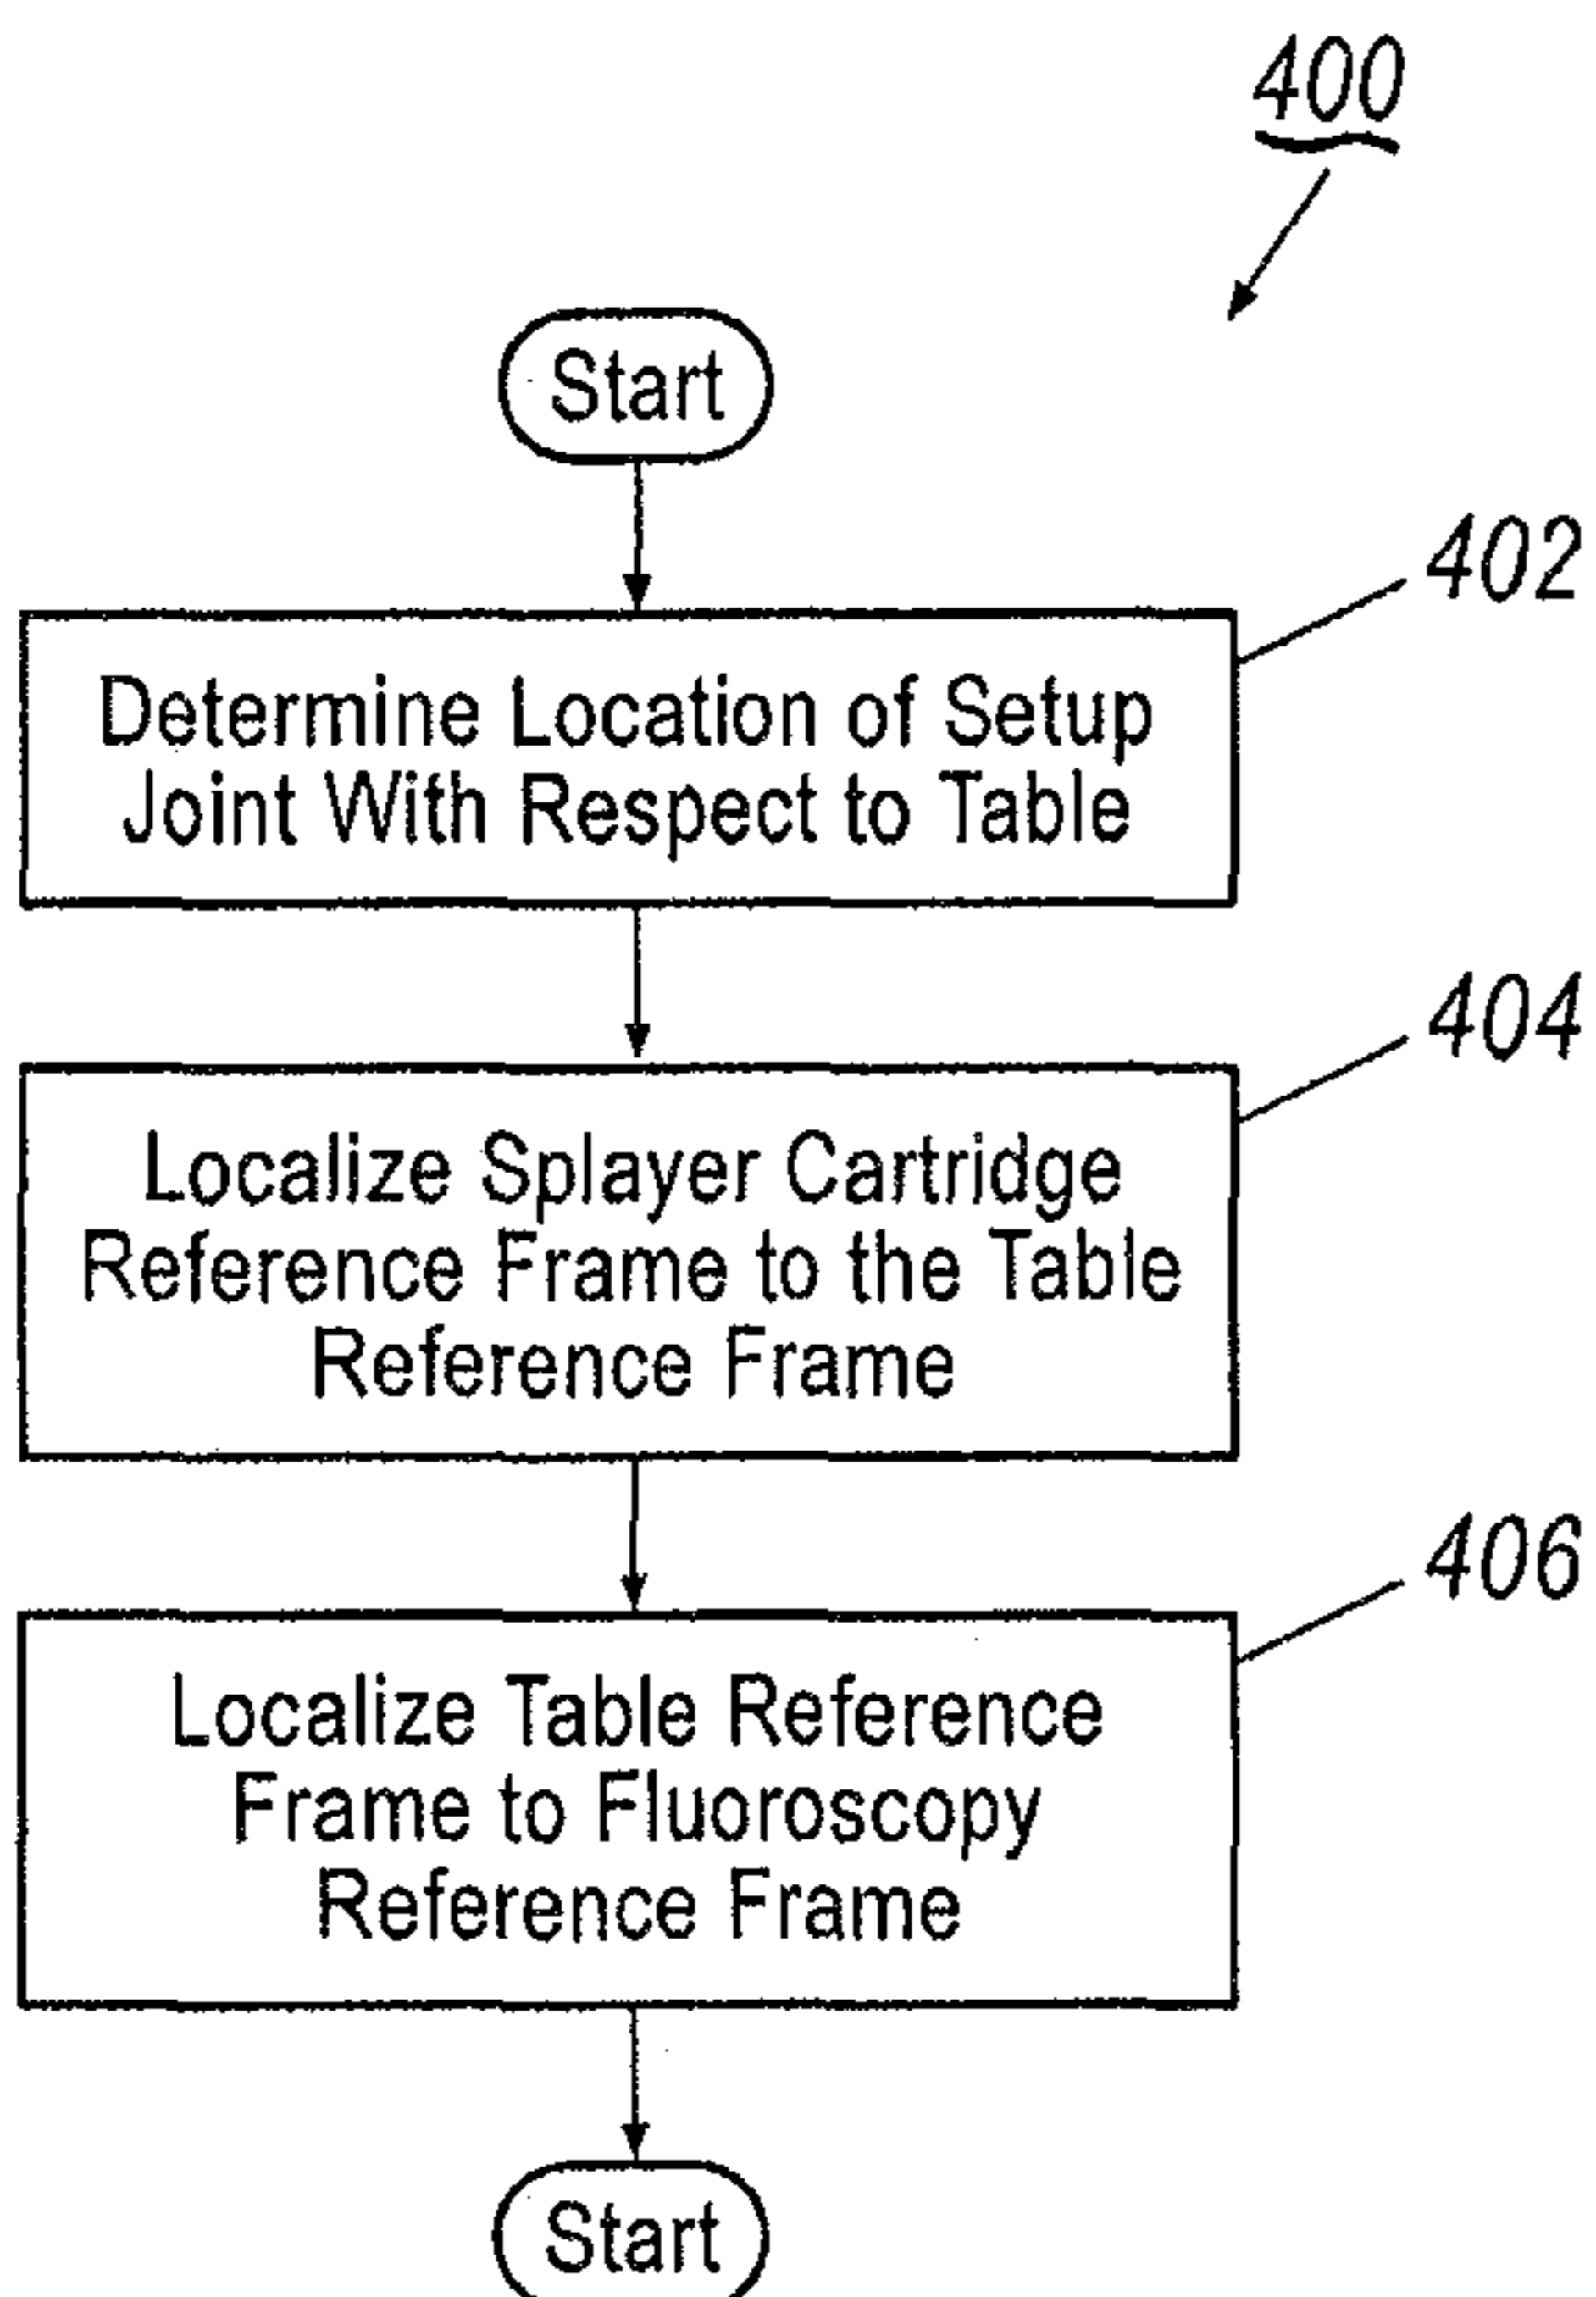 400
Start
402
Determine Location of Setup
Joint With Respect to Table
404
Localize Splayer Cartridge
Reference Frame to the Table
Reference Frame
406
Localize Table Reference
Frame to Fluoroscopy
Reference Frame
Start